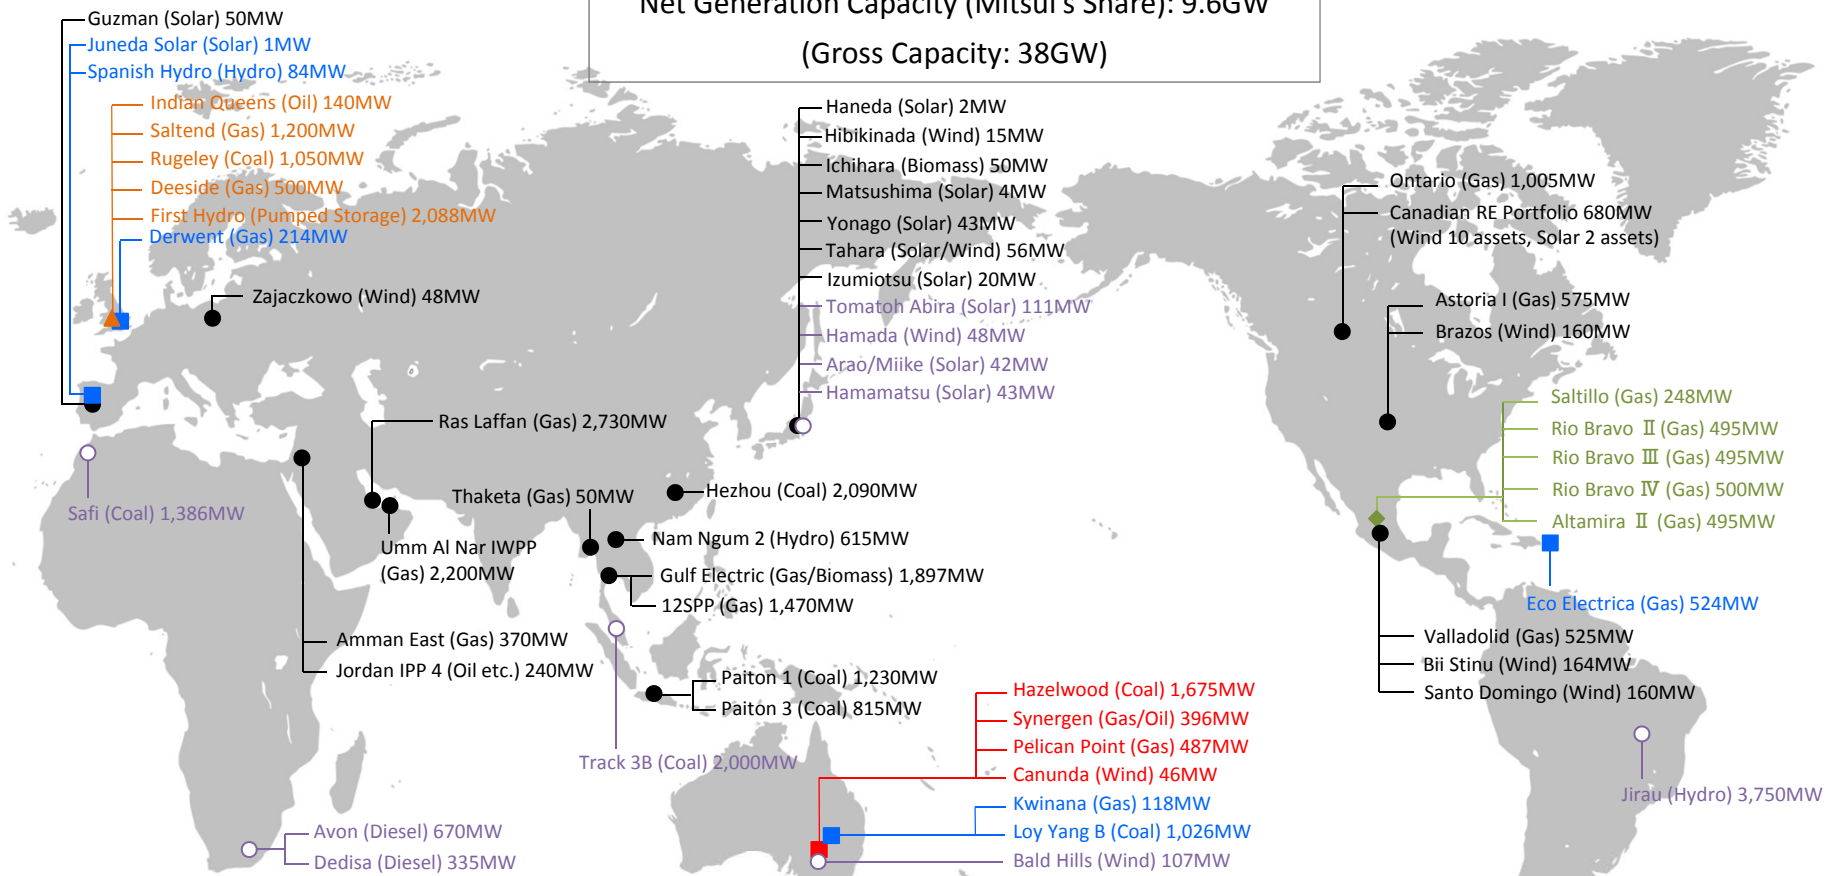 Net Generation Capacity (Mitsui's Share): 9.6GW
(Gross Capacity: 38GW)
Guzman (Solar) 50MW
Juneda Solar (Solar) 1MW
Spanish Hydro (Hydro) 84MW
Indian Queens (Oil) 140MW
Saltend (Gas) 1,200MW
Rugeley (Coal) 1,050MW
Deeside (Gas) 500MW
First Hydro (Pumped Storage) 2,088MW
Derwent (Gas) 214MW
Zajaczkowo (Wind) 48MW
Haneda (Solar) 2MW
Hibikinada (Wind) 15MW
Ichihara (Biomass) 50MW
Matsushima (Solar) 4MW
Yonago (Solar) 43MW
Tahara (Solar/Wind) 56MW
Izumiotsu (Solar) 20MW
Tomatoh Abira (Solar) 111MW
Hamada (Wind) 48MW
Arao/Miike (Solar) 42MW
Hamamatsu (Solar) 43MW
Ontario (Gas) 1,005MW
Canadian RE Portfolio 680MW
(Wind 10 assets, Solar 2 assets)
Astoria I (Gas) 575MW
Brazos (Wind) 160MW
Saltillo (Gas) 248MW
Rio Bravo Ⅱ (Gas) 495MW
Rio Bravo Ⅲ (Gas) 495MW
Rio Bravo Ⅳ (Gas) 500MW
Altamira Ⅱ (Gas) 495MW
Ras Laffan (Gas) 2,730MW
Safi (Coal) 1,386MW
Thaketa (Gas) 50MW
Hezhou (Coal) 2,090MW
Umm Al Nar IWPP
(Gas) 2,200MW
Nam Ngum 2 (Hydro) 615MW
Gulf Electric (Gas/Biomass) 1,897MW
12SPP (Gas) 1,470MW
Eco Electrica (Gas) 524MW
Amman East (Gas) 370MW
Jordan IPP 4 (Oil etc.) 240MW
Valladolid (Gas) 525MW
Bii Stinu (Wind) 164MW
Santo Domingo (Wind) 160MW
Paiton 1 (Coal) 1,230MW
Paiton 3 (Coal) 815MW
Hazelwood (Coal) 1,675MW
Synergen (Gas/Oil) 396MW
Pelican Point (Gas) 487MW
Canunda (Wind) 46MW
Track 3B (Coal) 2,000MW
Kwinana (Gas) 118MW
Loy Yang B (Coal) 1,026MW
Bald Hills (Wind) 107MW
Jirau (Hydro) 3,750MW
Avon (Diesel) 670MW
Dedisa (Diesel) 335MW